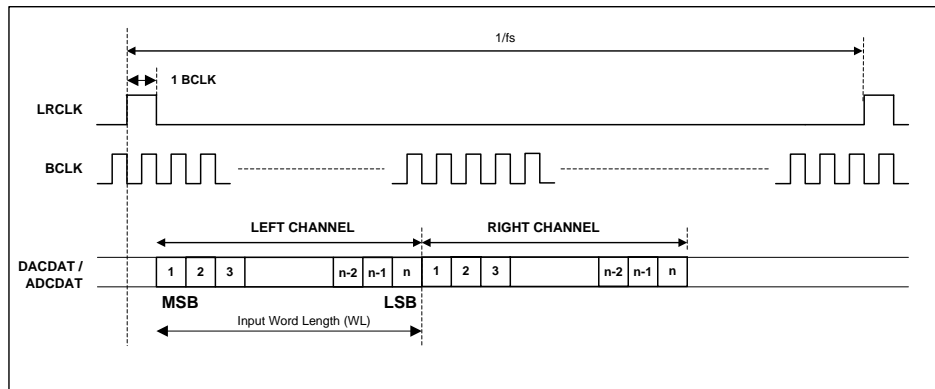 1/fs
1 BCLK
LRCLK
BCLK
LEFT CHANNEL
RIGHT CHANNEL
DACDAT /
ADCDAT
1 2 3 n-2 n-1 n 1 2 3 n-2 n-1 n
MSB
LSB
Input Word Length (WL)